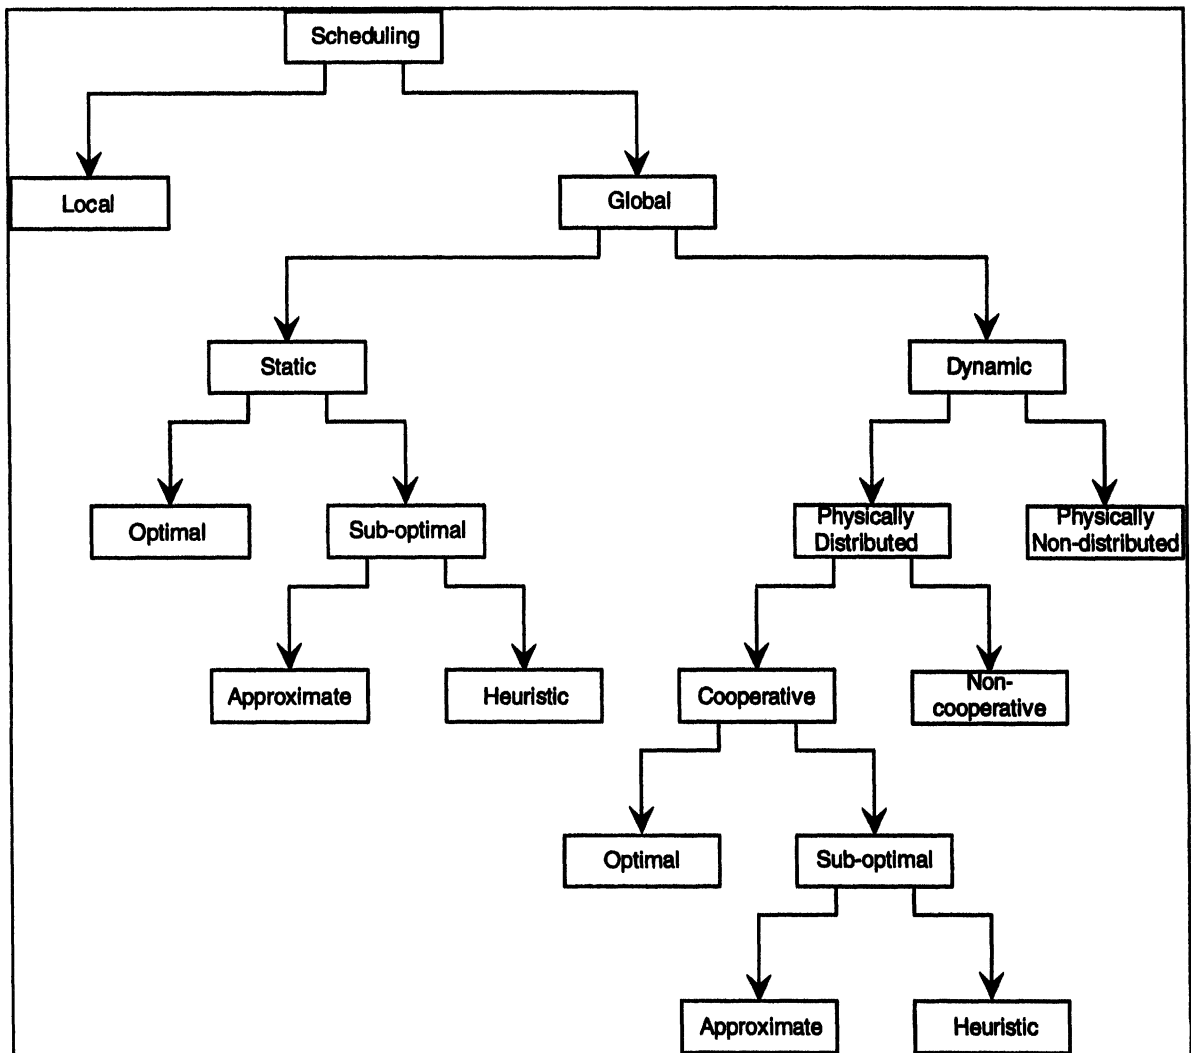 Scheduling
Local
Global
Static
Dynamic
Optimal
Sub-optimal
Physically
Distributed
Physically
Non-distributed
Approximate
Heuristic
Cooperative
Non-
cooperative
Optimal
Sub-optimal
Approximate
Heuristic